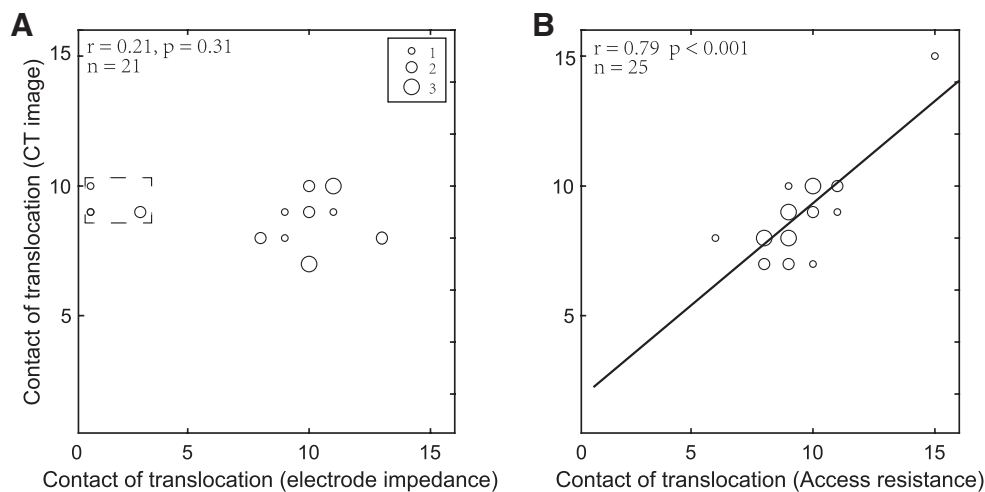 A
r = 0.21, p = 0.31
n = 21
1
2
3
15
10
5
0 5 10 15
Contact of translocation (CT image)
Contact of translocation (electrode impedance)
B
r = 0.79 p < 0.001
n = 25
15
10
5
0 5 10 15
Contact of translocation (Access resistance)